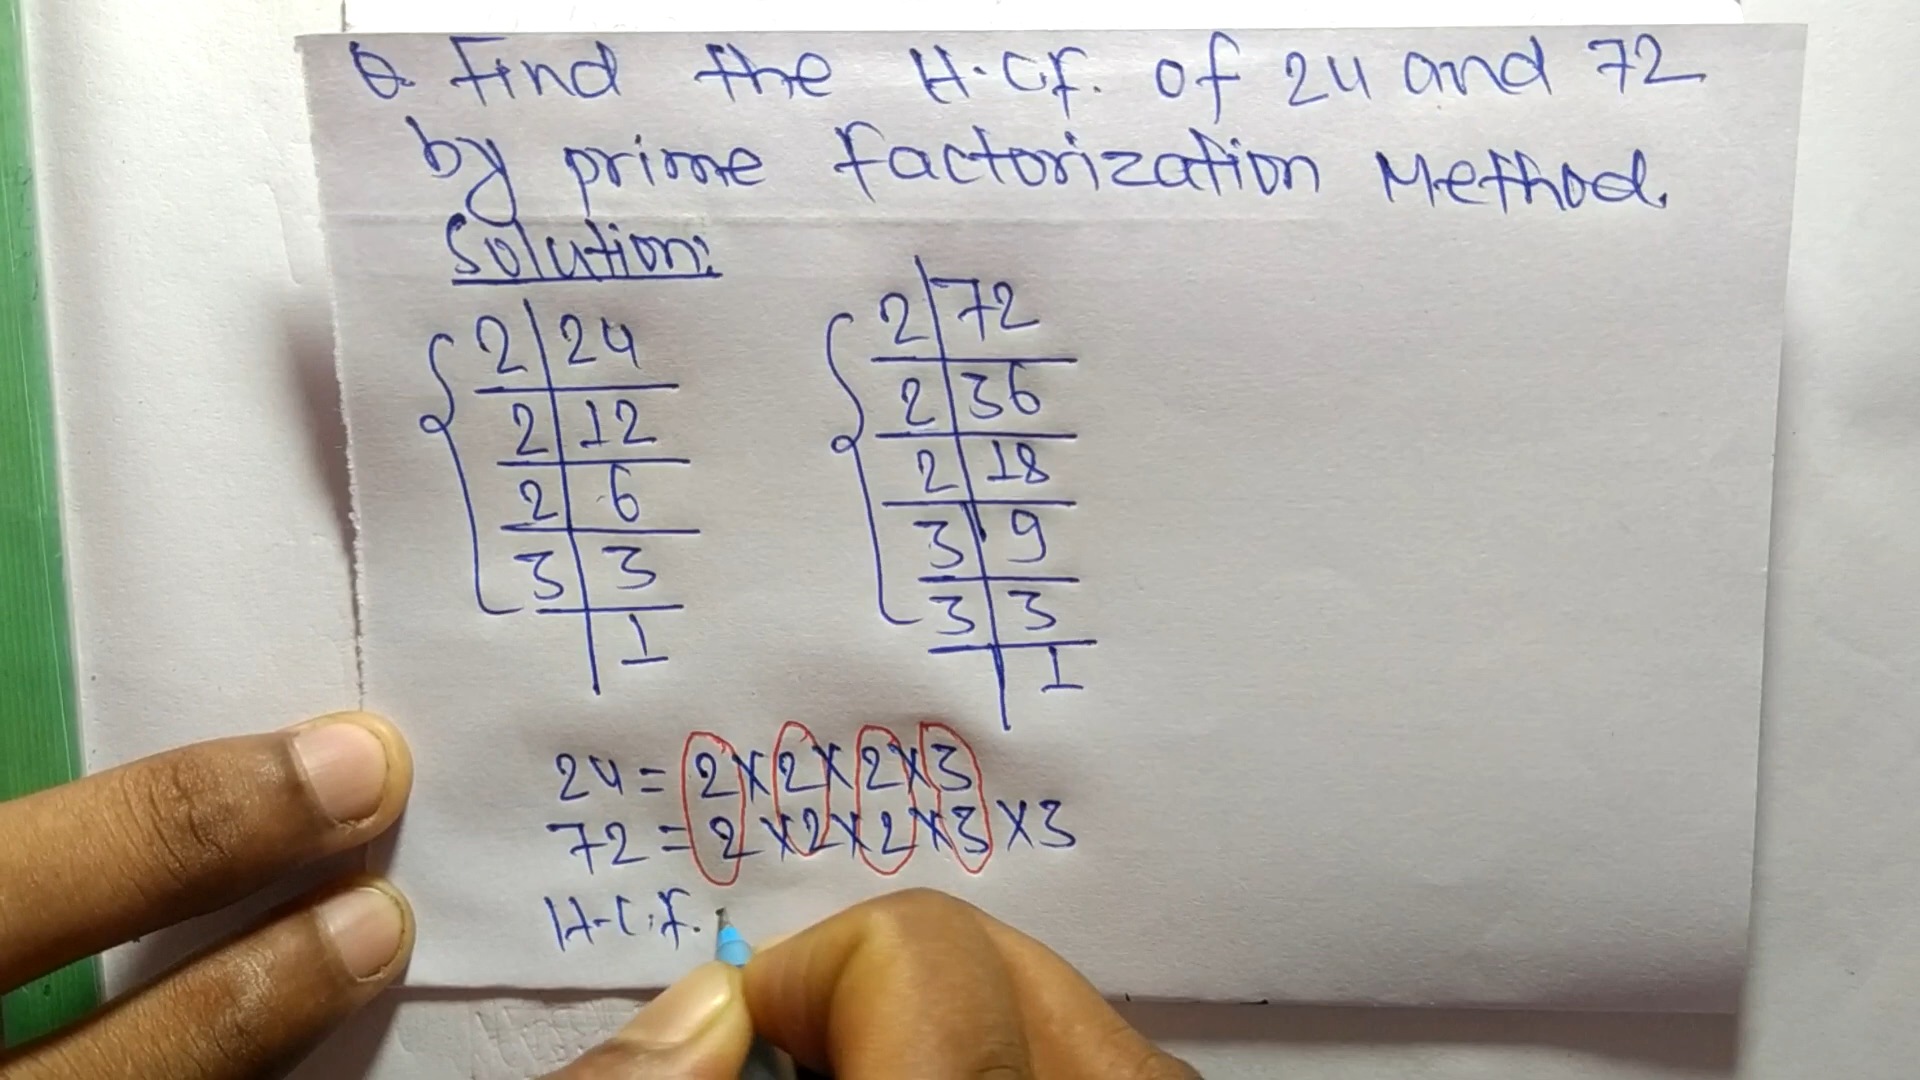 Q. Find the H.C.F. of 24 and 72
by prime factorization Method.
Solution:
2 | 24
2 | 12
2 | 6
3 | 3
1
2 | 72
2 | 36
2 | 18
3 | 9
3 | 3
1
24 = 2×2×2×3
72 = 2×2×2×3×3
H.C.F.